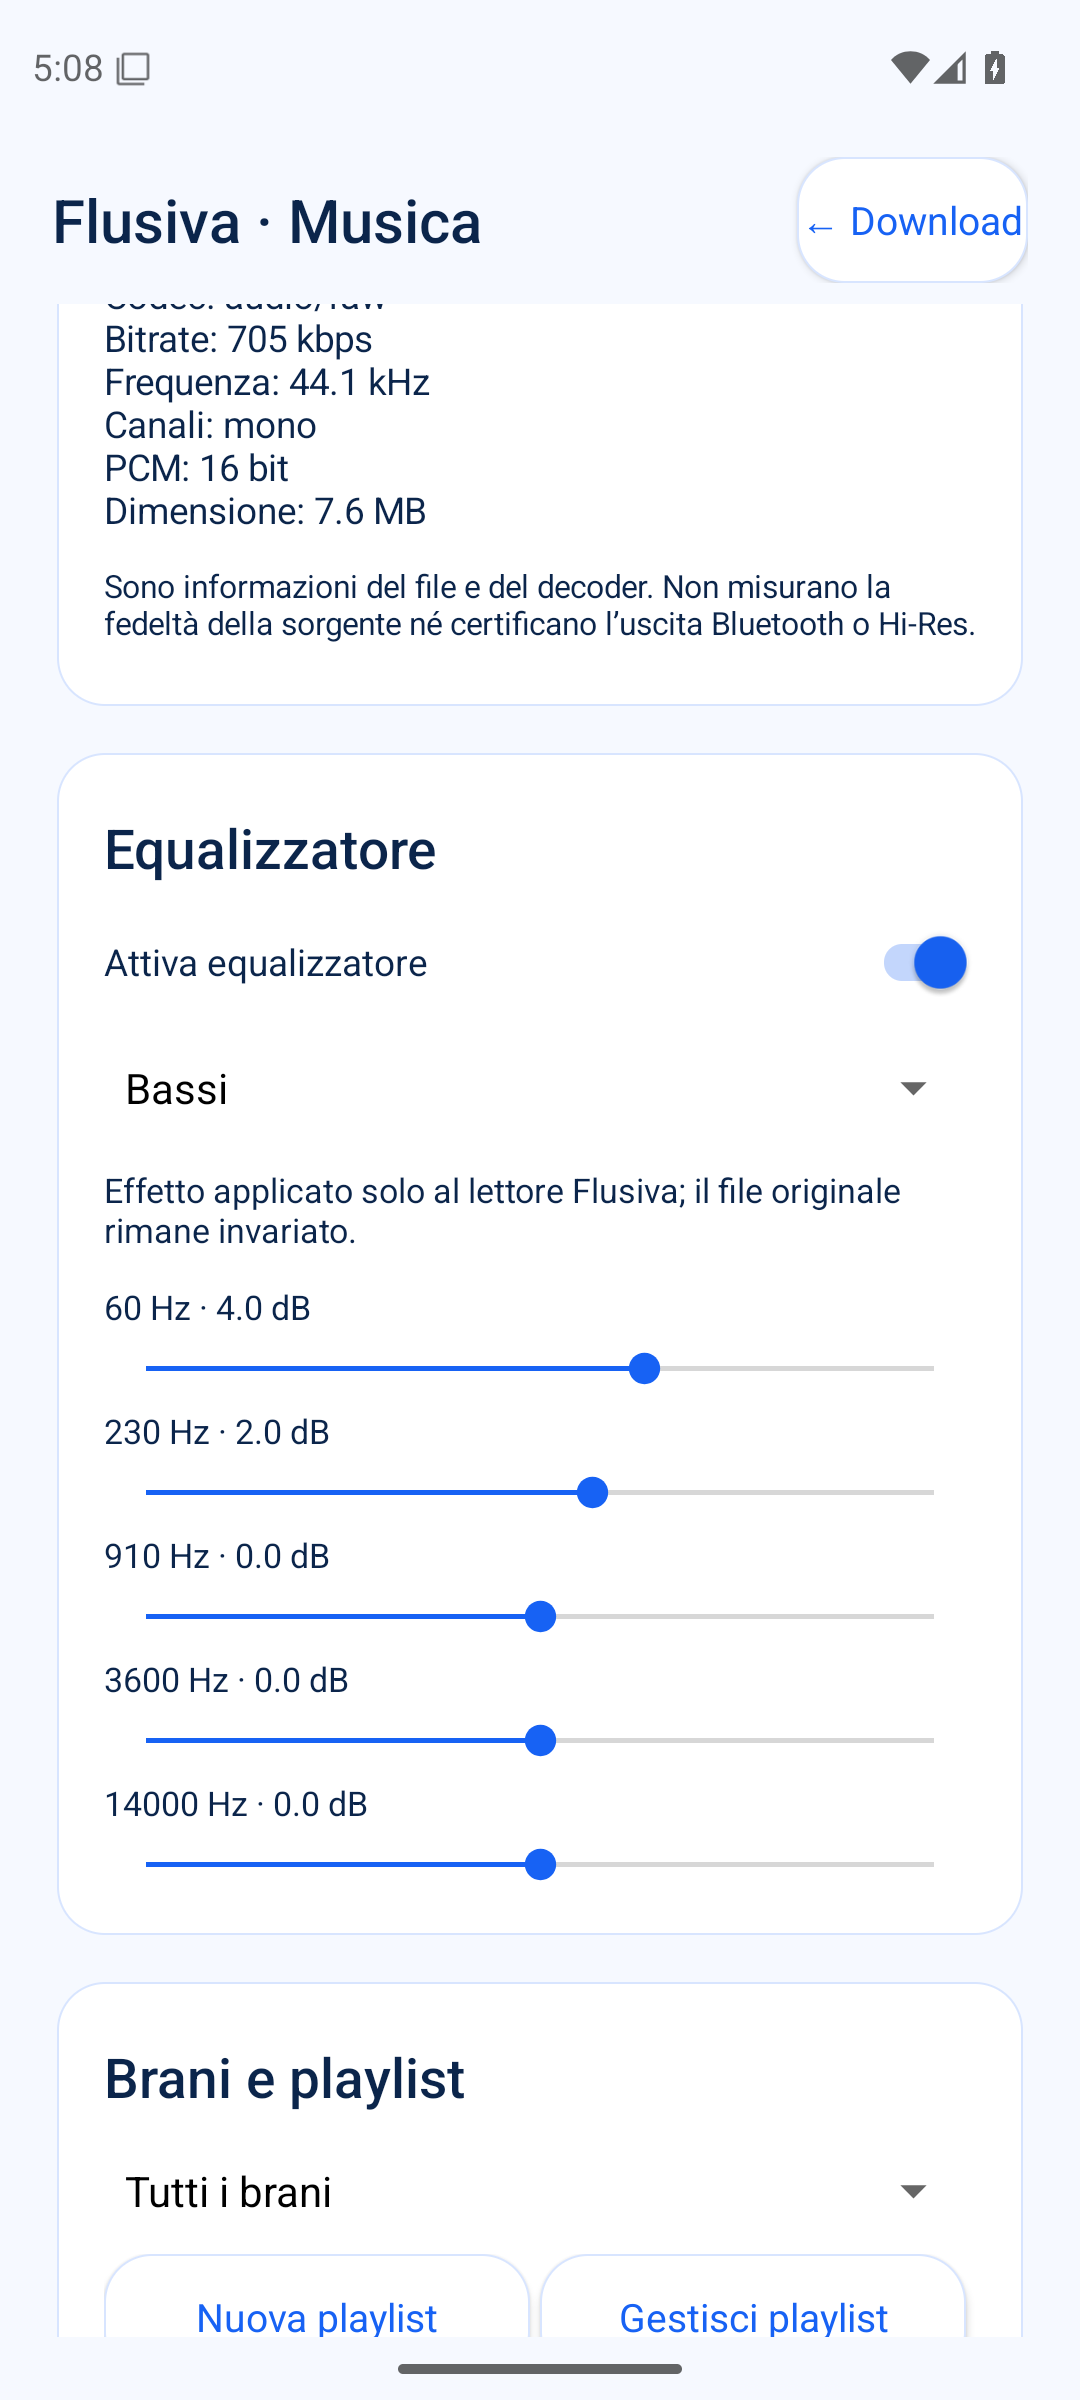 5:08
Flusiva · Musica
← Download
Codec: audio/raw
Bitrate: 705 kbps
Frequenza: 44.1 kHz
Canali: mono
PCM: 16 bit
Dimensione: 7.6 MB
Sono informazioni del file e del decoder. Non misurano la
fedeltà della sorgente né certificano l’uscita Bluetooth o Hi-Res.
Equalizzatore
Attiva equalizzatore
Bassi
Effetto applicato solo al lettore Flusiva; il file originale
rimane invariato.
60 Hz · 4.0 dB
230 Hz · 2.0 dB
910 Hz · 0.0 dB
3600 Hz · 0.0 dB
14000 Hz · 0.0 dB
Brani e playlist
Tutti i brani
Nuova playlist
Gestisci playlist